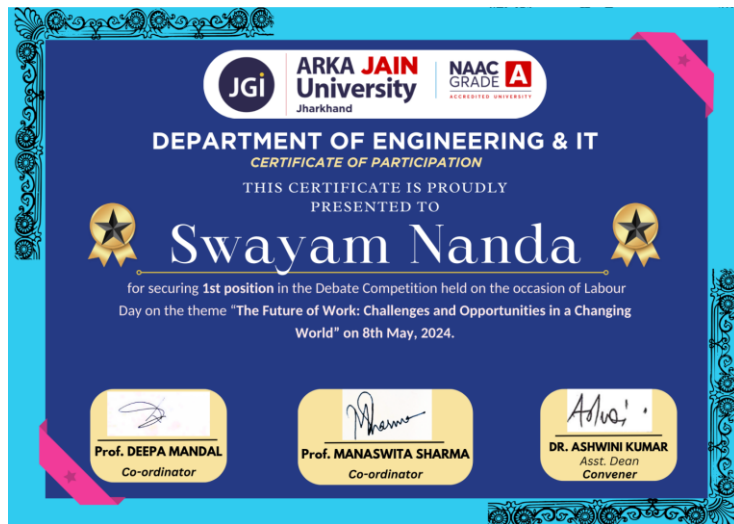 JGi
ARKA JAIN
University
Jharkhand
NAAC
GRADE A
ACCREDITED UNIVERSITY
DEPARTMENT OF ENGINEERING & IT
CERTIFICATE OF PARTICIPATION
THIS CERTIFICATE IS PROUDLY
PRESENTED TO
Swayam Nanda
for securing 1st position in the Debate Competition held on the occasion of Labour
Day on the theme “The Future of Work: Challenges and Opportunities in a Changing
World” on 8th May, 2024.
Prof. DEEPA MANDAL
Co-ordinator
MSharma
Prof. MANASWITA SHARMA
Co-ordinator
DR. ASHWINI KUMAR
Asst. Dean
Convener